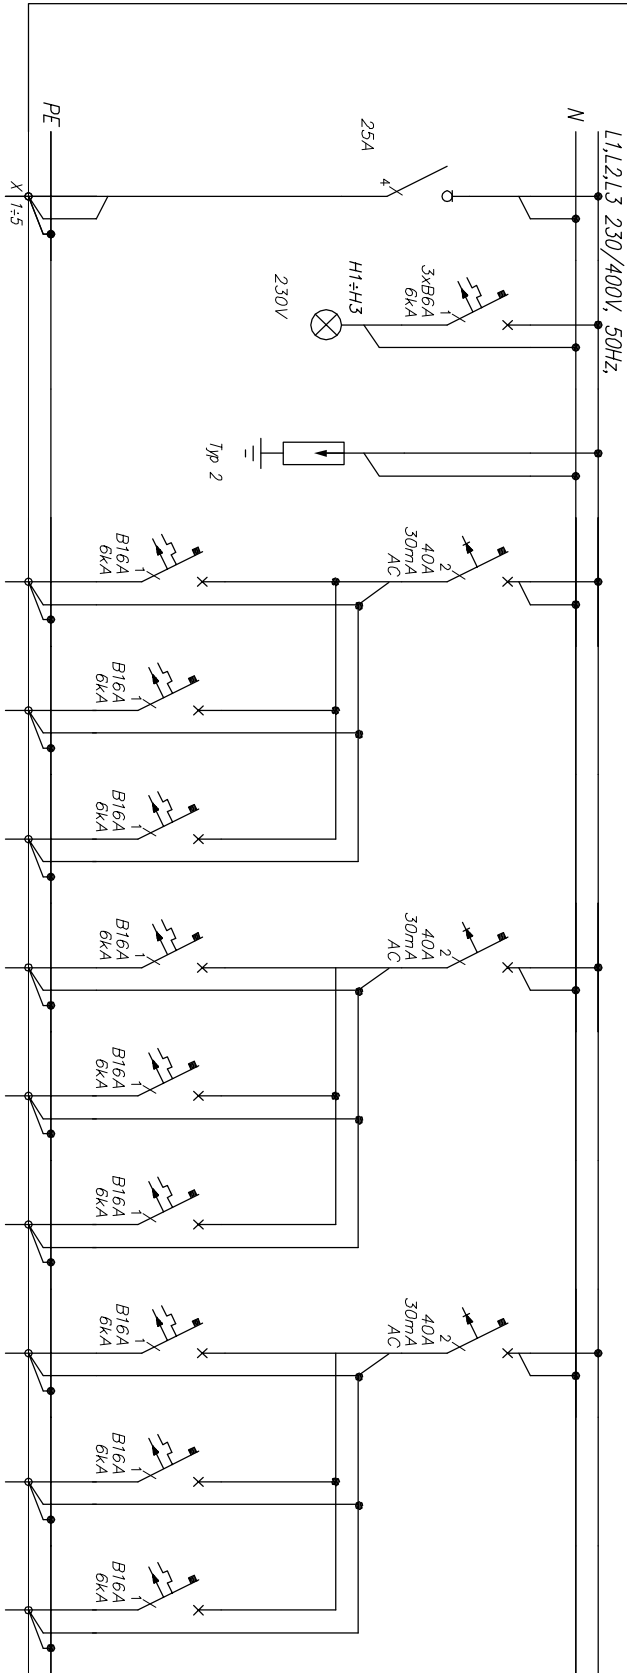 L1,L2,L3 230/400V, 50Hz,
N
PE
25A
4
X 1÷5
3xB6A
6kA
1
H1÷H3
230V
Typ 2
40A
30mA
AC
2
B16A
6kA
1
B16A
6kA
1
B16A
6kA
1
40A
30mA
AC
2
B16A
6kA
1
B16A
6kA
1
B16A
6kA
1
40A
30mA
AC
2
B16A
6kA
1
B16A
6kA
1
B16A
6kA
1